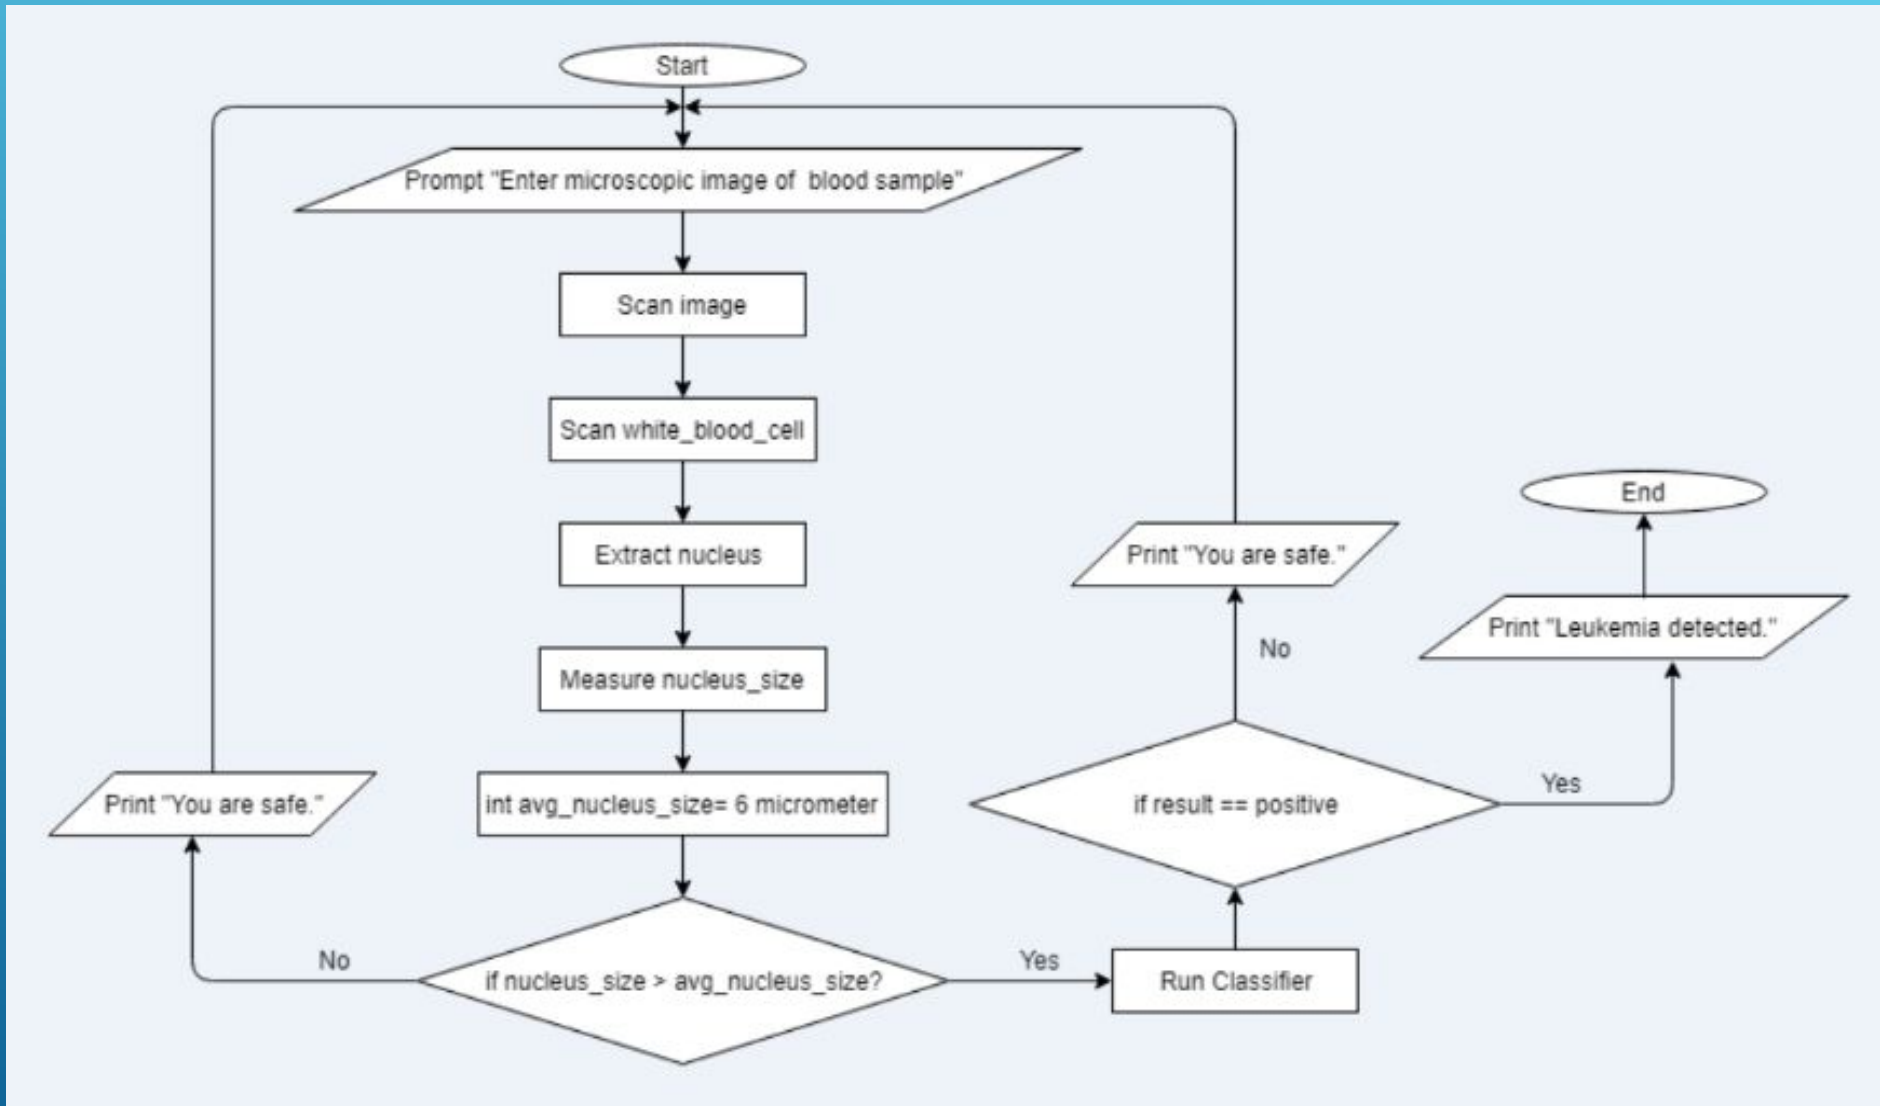 Start
Prompt "Enter microscopic image of blood sample"
Scan image
Scan white_blood_cell
Extract nucleus
Measure nucleus_size
int avg_nucleus_size= 6 micrometer
if nucleus_size > avg_nucleus_size?
No
Print "You are safe."
Yes
Run Classifier
if result == positive
No
Print "You are safe."
Yes
Print "Leukemia detected."
End